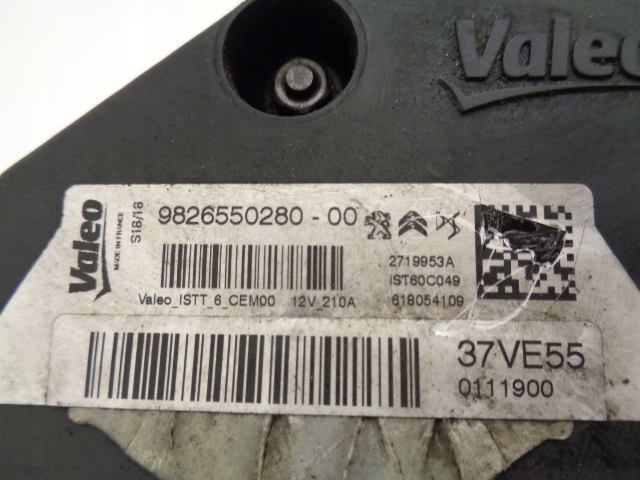 Valeo
Valeo
MADE IN FRANCE
S18/18
9826550280-00
2719953A
IST60C049
618054109
Valeo_ISTT_6_CEM00 12V_210A
37VE55
0111900